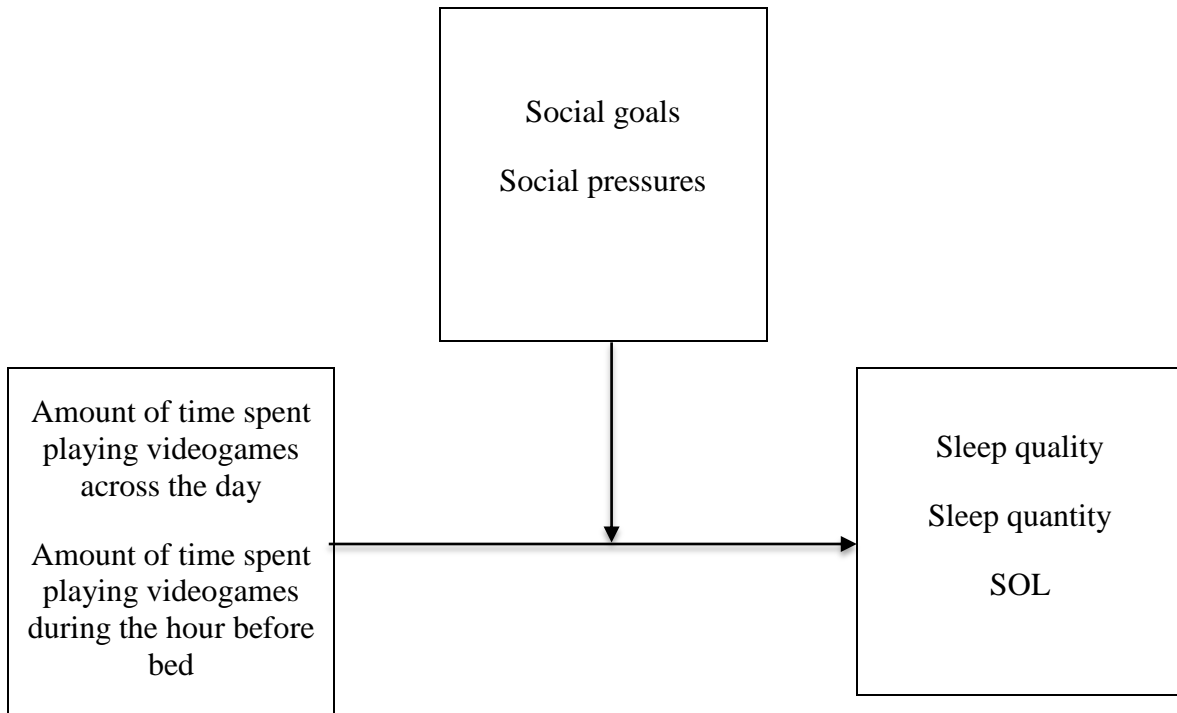 Social goals
Social pressures
Amount of time spent
playing videogames
across the day
Amount of time spent
playing videogames
during the hour before
bed
Sleep quality
Sleep quantity
SOL